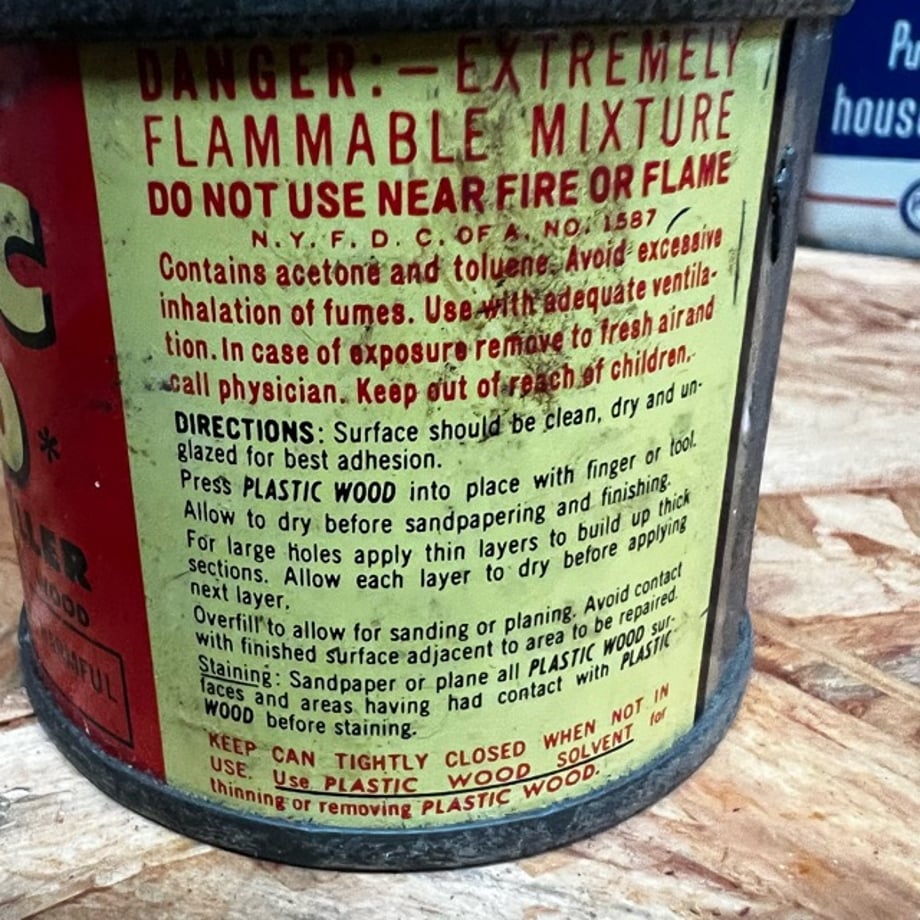 DANGER:—EXTREMELY
FLAMMABLE MIXTURE
DO NOT USE NEAR FIRE OR FLAME
N.Y.F.D.C. OF A. NO. 1587
Contains acetone and toluene. Avoid excessive
inhalation of fumes. Use with adequate ventila-
tion. In case of exposure remove to fresh air and
call physician. Keep out of reach of children.
DIRECTIONS: Surface should be clean, dry and un-
glazed for best adhesion.
Press PLASTIC WOOD into place with finger or tool.
Allow to dry before sandpapering and finishing.
For large holes apply thin layers to build up thick
sections. Allow each layer to dry before applying
next layer.
Overfill to allow for sanding or planing. Avoid contact
with finished surface adjacent to area to be repaired.
Staining: Sandpaper or plane all PLASTIC WOOD sur-
faces and areas having had contact with PLASTIC
WOOD before staining.
KEEP CAN TIGHTLY CLOSED WHEN NOT IN
USE. Use PLASTIC WOOD SOLVENT for
thinning or removing PLASTIC WOOD.
C
*
LLER
WOOD
RMFUL
Pu
hous